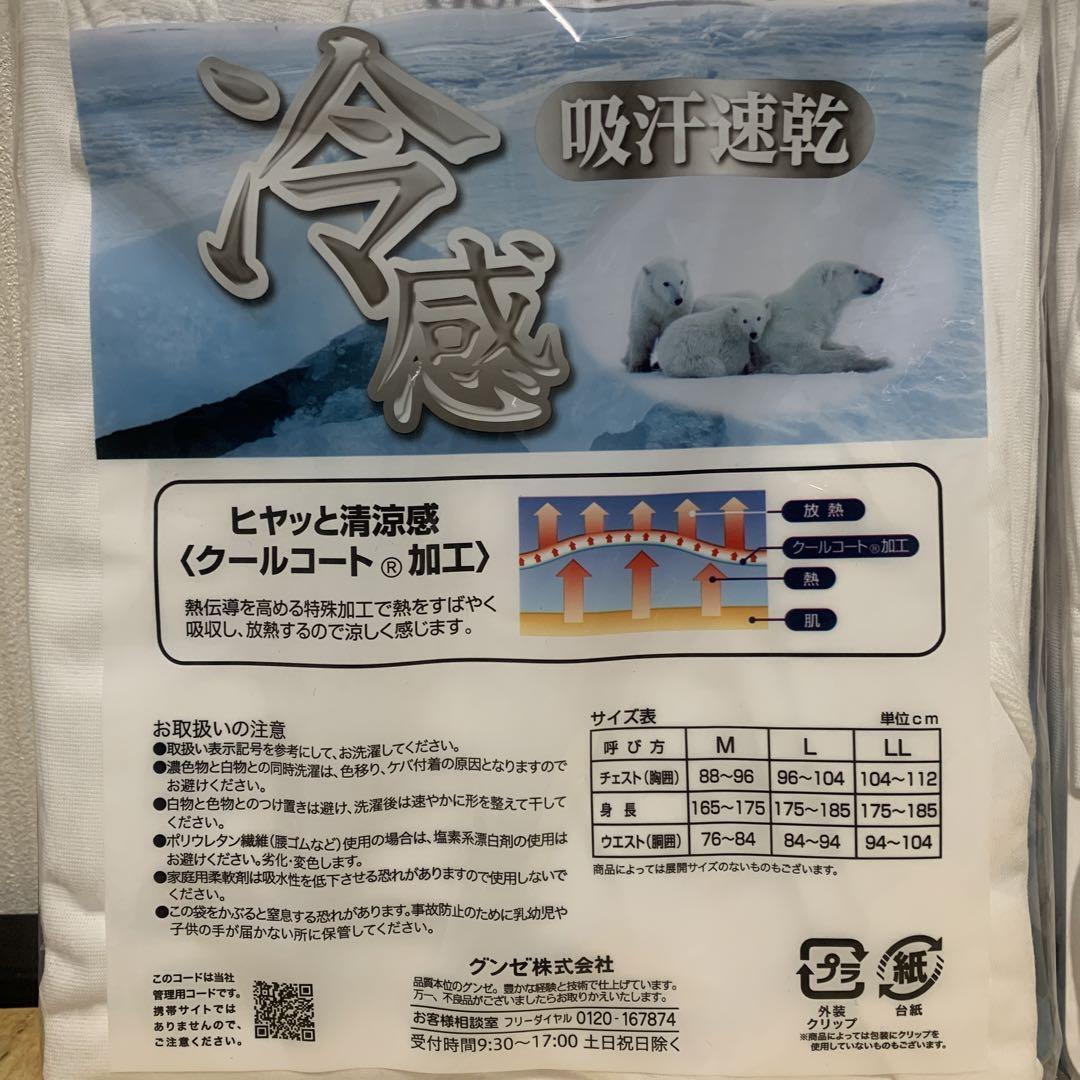 冷感
吸汗速乾
ヒヤッと清涼感
〈クールコート®加工〉
熱伝導を高める特殊加工で熱をすばやく
吸収し、放熱するので涼しく感じます。
放熱
クールコート®加工
熱
肌
お取扱いの注意
●取扱い表示記号を参考にして、お洗濯してください。
●濃色物と白物との同時洗濯は、色移り、ケバ付着の原因となりますので
お避けください。
●白物と色物とのつけ置きは避け、洗濯後は速やかに形を整えて干して
ください。
●ポリウレタン繊維(腰ゴムなど)使用の場合は、塩素系漂白剤の使用は
お避けください。劣化・変色します。
●家庭用柔軟剤は吸水性を低下させる恐れがありますので使用しないで
ください。
●この袋をかぶると窒息する恐れがあります。事故防止のために乳幼児や
子供の手が届かない所に保管してください。
サイズ表 単位cm
呼び方 M L LL
チェスト(胸囲) 88~96 96~104 104~112
身長 165~175 175~185 175~185
ウエスト(胴囲) 76~84 84~94 94~104
商品によっては展開サイズのないものもございます。
このコードは当社
管理用コードです。
携帯サイトでは
ありませんので、
ご注意ください。
グンゼ株式会社
品質本位のグンゼ。豊かな経験と技術で仕上げています。
万一、不良品がございましたらお取りかえいたします。
お客様相談室 フリーダイヤル 0120-167874
受付時間9:30~17:00 土日祝日除く
プラ
外装
クリップ
紙
台紙
※商品によっては包装にクリップを
使用していないものもございます。